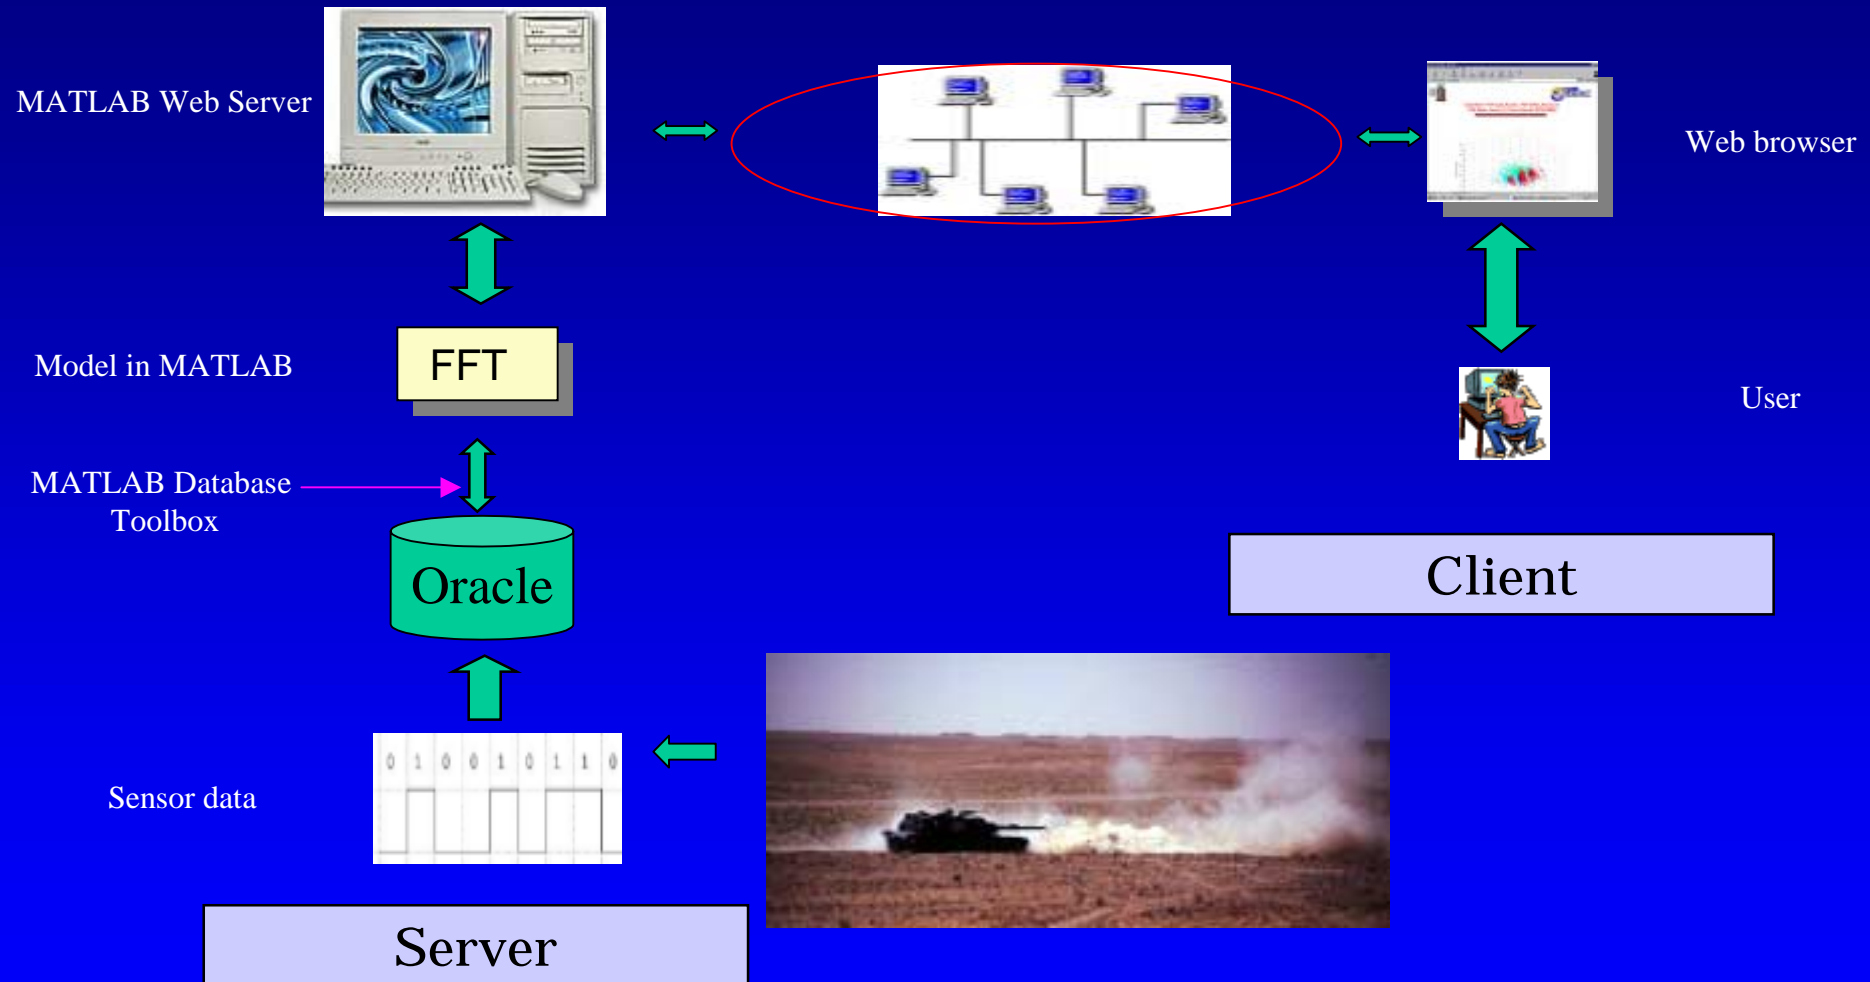 MATLAB Web Server
Web browser
Model in MATLAB
FFT
User
MATLAB Database
Toolbox
Oracle
Client
0 1 0 0 1 0 1 1 0
Sensor data
Server